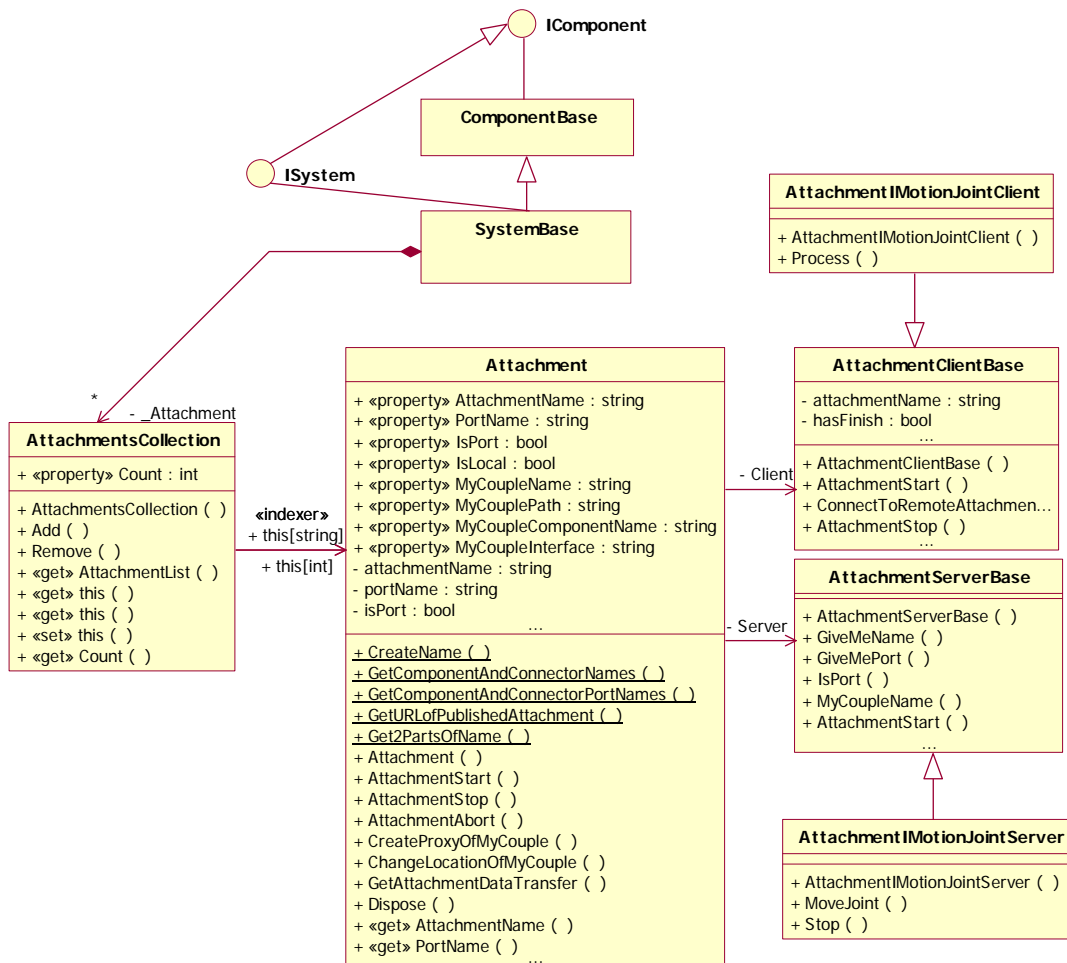 IComponent
ComponentBase
ISystem
SystemBase
AttachmentIMotionJointClient
+ AttachmentIMotionJointClient ( )
+ Process ( )
*
- _Attachment
AttachmentsCollection
+ «property» Count : int
+ AttachmentsCollection ( )
+ Add ( )
+ Remove ( )
+ «get» AttachmentList ( )
+ «get» this ( )
+ «get» this ( )
+ «set» this ( )
+ «get» Count ( )
«indexer»
+ this[string]
+ this[int]
Attachment
+ «property» AttachmentName : string
+ «property» PortName : string
+ «property» IsPort : bool
+ «property» IsLocal : bool
+ «property» MyCoupleName : string
+ «property» MyCouplePath : string
+ «property» MyCoupleComponentName : string
+ «property» MyCoupleInterface : string
- attachmentName : string
- portName : string
- isPort : bool
...
+ CreateName ( )
+ GetComponentAndConnectorNames ( )
+ GetComponentAndConnectorPortNames ( )
+ GetURLofPublishedAttachment ( )
+ Get2PartsOfName ( )
+ Attachment ( )
+ AttachmentStart ( )
+ AttachmentStop ( )
+ AttachmentAbort ( )
+ CreateProxyOfMyCouple ( )
+ ChangeLocationOfMyCouple ( )
+ GetAttachmentDataTransfer ( )
+ Dispose ( )
+ «get» AttachmentName ( )
+ «get» PortName ( )
...
- Client
- Server
AttachmentClientBase
- attachmentName : string
- hasFinish : bool
...
+ AttachmentClientBase ( )
+ AttachmentStart ( )
+ ConnectToRemoteAttachmen...
+ AttachmentStop ( )
...
AttachmentServerBase
+ AttachmentServerBase ( )
+ GiveMeName ( )
+ GiveMePort ( )
+ IsPort ( )
+ MyCoupleName ( )
+ AttachmentStart ( )
...
AttachmentIMotionJointServer
+ AttachmentIMotionJointServer ( )
+ MoveJoint ( )
+ Stop ( )